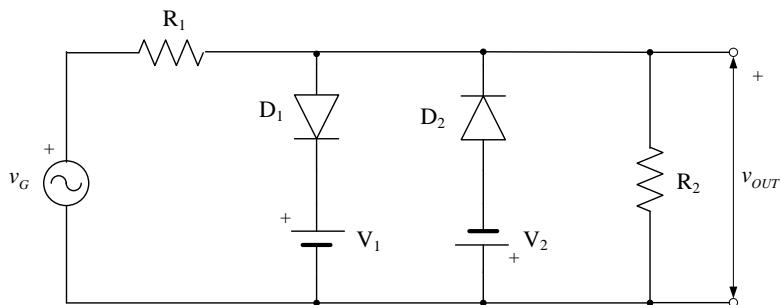 R1
+
D1
D2
+
vG
R2
vOUT
+
V1
V2
+